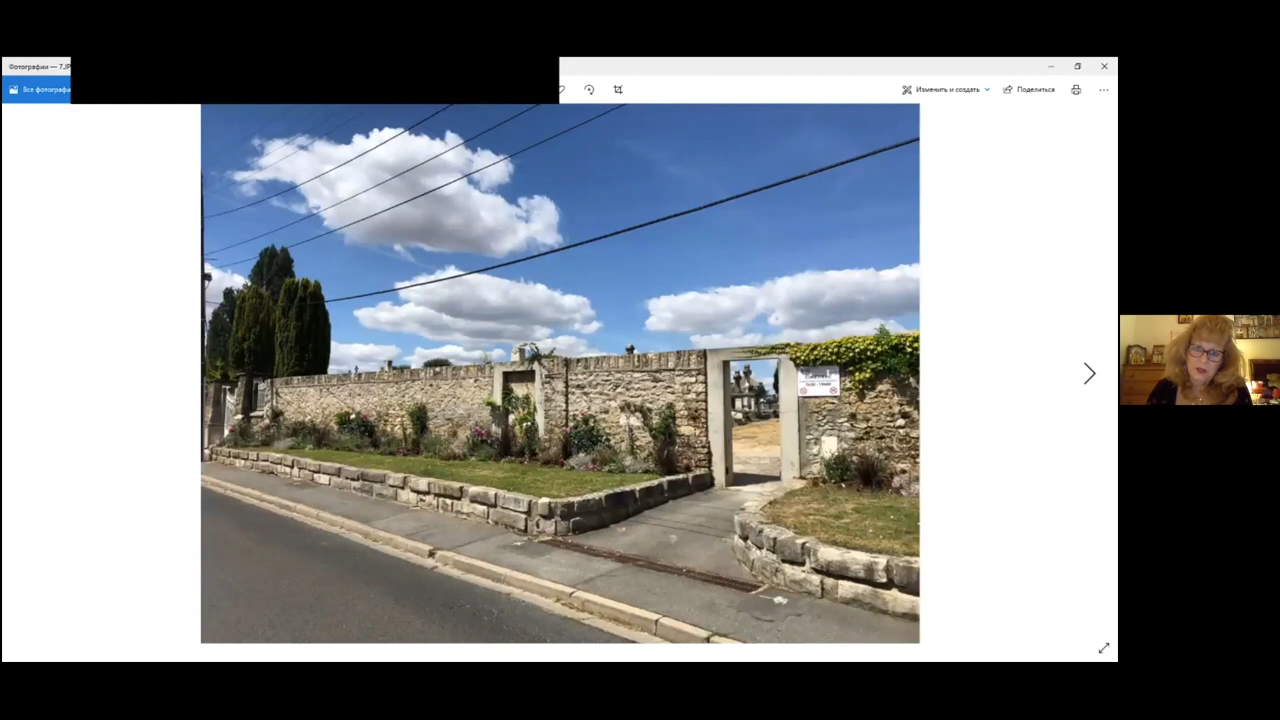 Фотографии — 7.JP
Все фотографи
Изменить и создать
Поделиться